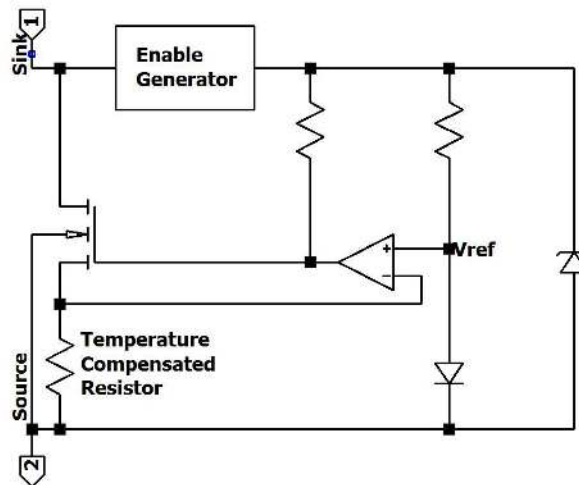 1
Sink
Enable
Generator
+
Vref
-
Temperature
Compensated
Resistor
Source
2